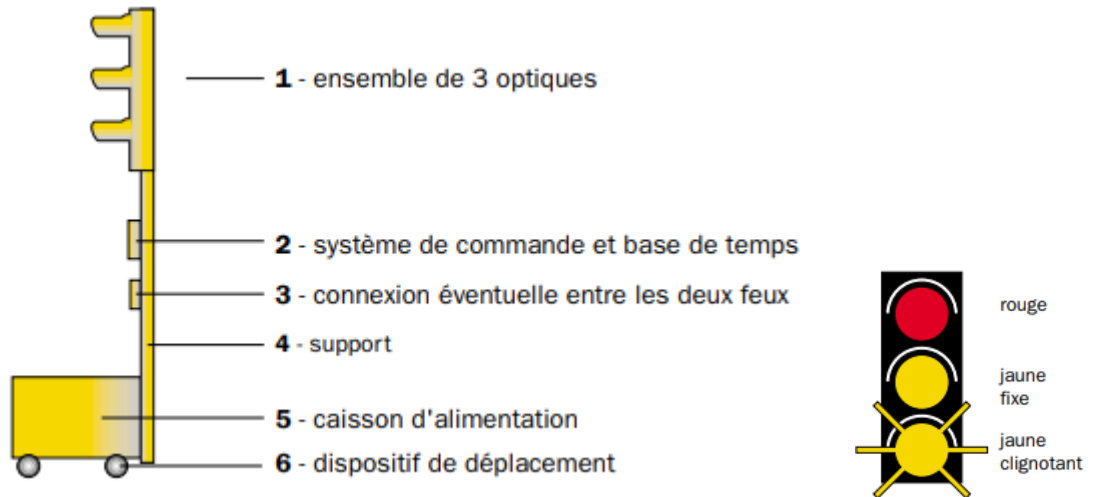 1 - ensemble de 3 optiques
2 - système de commande et base de temps
3 - connexion éventuelle entre les deux feux
4 - support
5 - caisson d'alimentation
6 - dispositif de déplacement
rouge
jaune
fixe
jaune
clignotant